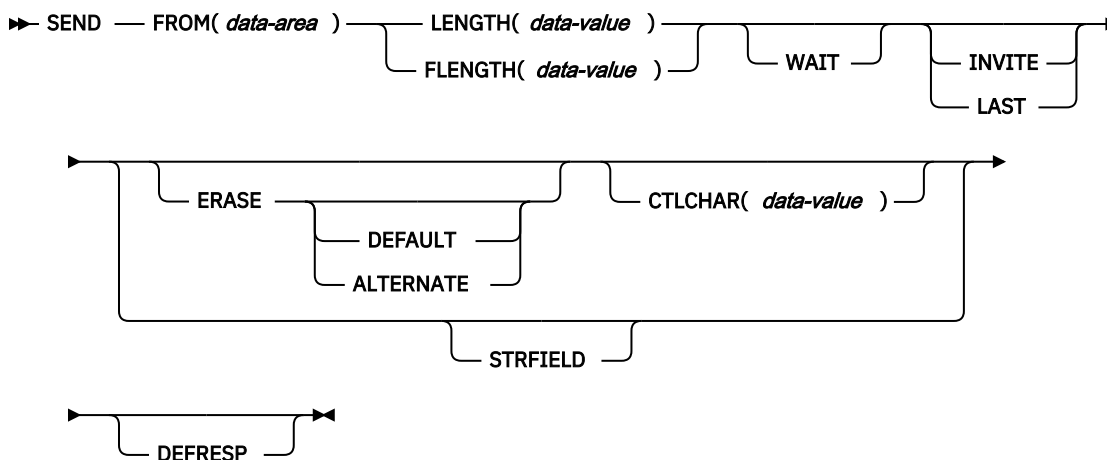 SEND FROM( data-area ) LENGTH( data-value )
FLENGTH( data-value ) WAIT INVITE
LAST
ERASE CTLCHAR( data-value )
DEFAULT
ALTERNATE
STRFIELD
DEFRESP